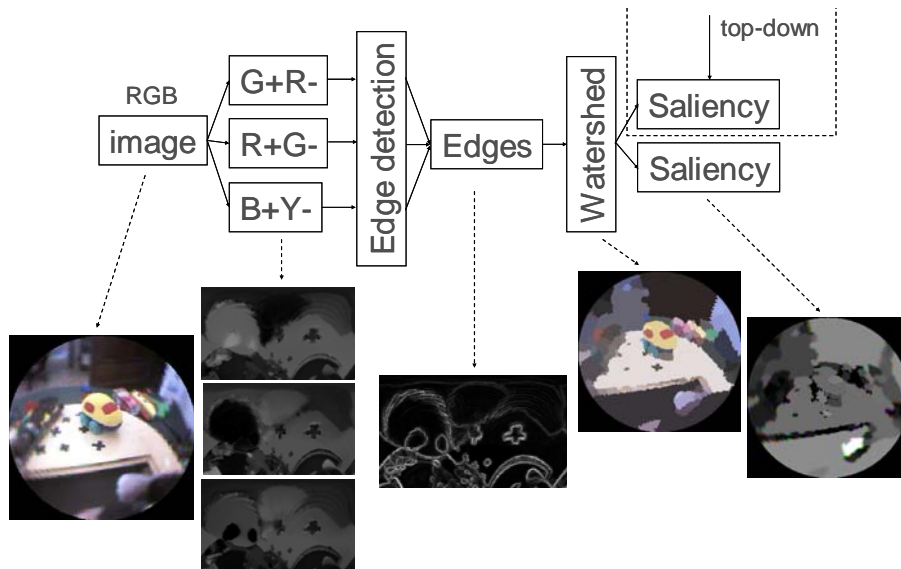 top-down
RGB
image
G+R-
R+G-
B+Y-
Edge detection
Edges
Watershed
Saliency
Saliency